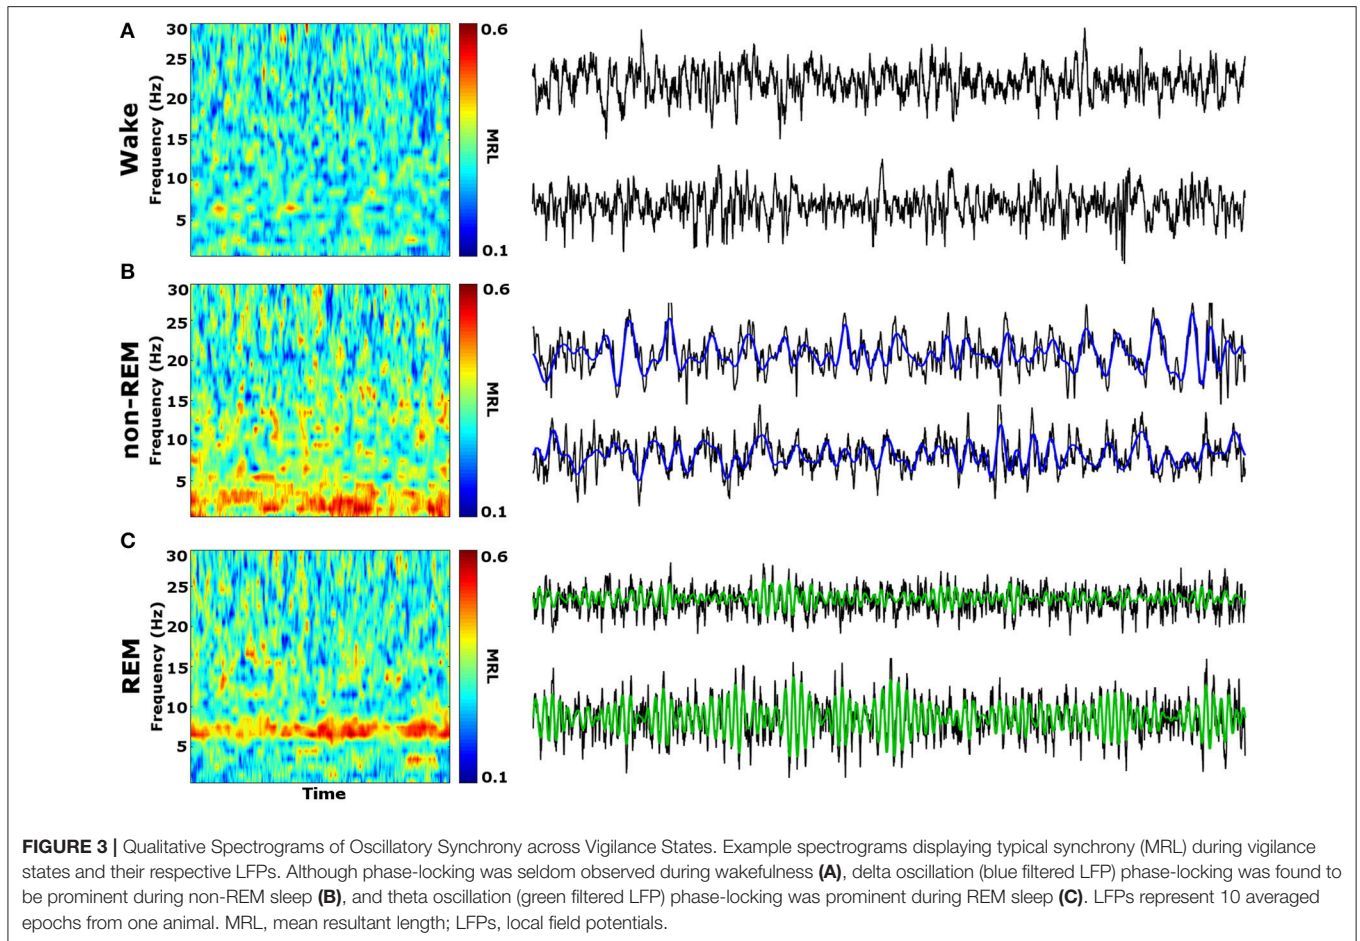 A
Wake
Frequency (Hz)
30
25
20
15
10
5
0.6
MRL
0.1
B
non-REM
Frequency (Hz)
30
25
20
15
10
5
0.6
MRL
0.1
C
REM
Frequency (Hz)
30
25
20
15
10
5
0.6
MRL
0.1
Time
FIGURE 3 | Qualitative Spectrograms of Oscillatory Synchrony across Vigilance States. Example spectrograms displaying typical synchrony (MRL) during vigilance
states and their respective LFPs. Although phase-locking was seldom observed during wakefulness (A), delta oscillation (blue filtered LFP) phase-locking was found to
be prominent during non-REM sleep (B), and theta oscillation (green filtered LFP) phase-locking was prominent during REM sleep (C). LFPs represent 10 averaged
epochs from one animal. MRL, mean resultant length; LFPs, local field potentials.